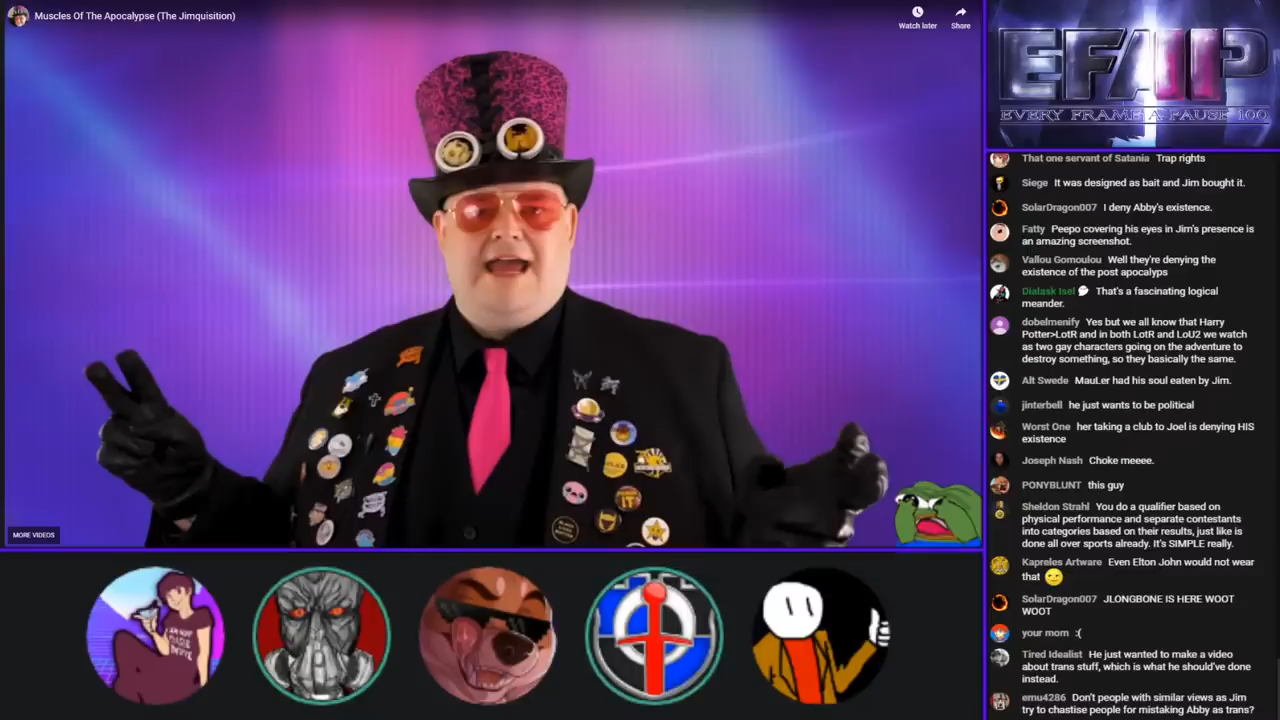 Muscles Of The Apocalypse (The Jimquisition)
Watch later
Share
MORE VIDEOS
EFAP
EVERY FRAME A PAUSE 100
That one servant of Satania Trap rights
Siege It was designed as bait and Jim bought it.
SolarDragon007 I deny Abby's existence.
Fatty Peepo covering his eyes in Jim's presence is
an amazing screenshot.
Vallou Gomoulou Well they're denying the
existence of the post apocalyps
Dialask Isel That's a fascinating logical
meander.
dobelmenify Yes but we all know that Harry
Potter>LotR and in both LotR and LoU2 we watch
as two gay characters going on the adventure to
destroy something, so they basically the same.
Alt Swede MauLer had his soul eaten by Jim.
jinterbell he just wants to be political
Worst One her taking a club to Joel is denying HIS
existence
Joseph Nash Choke meeee.
PONYBLUNT this guy
Sheldon Strahl You do a qualifier based on
physical performance and separate contestants
into categories based on their results, just like is
done all over sports already. It's SIMPLE really.
Kaprales Artware Even Elton John would not wear
that
SolarDragon007 JLONGBONE IS HERE WOOT
WOOT
your mom :(
Tired Idealist He just wanted to make a video
about trans stuff, which is what he should've done
instead.
emu4286 Don't people with similar views as Jim
try to chastise people for mistaking Abby as trans?